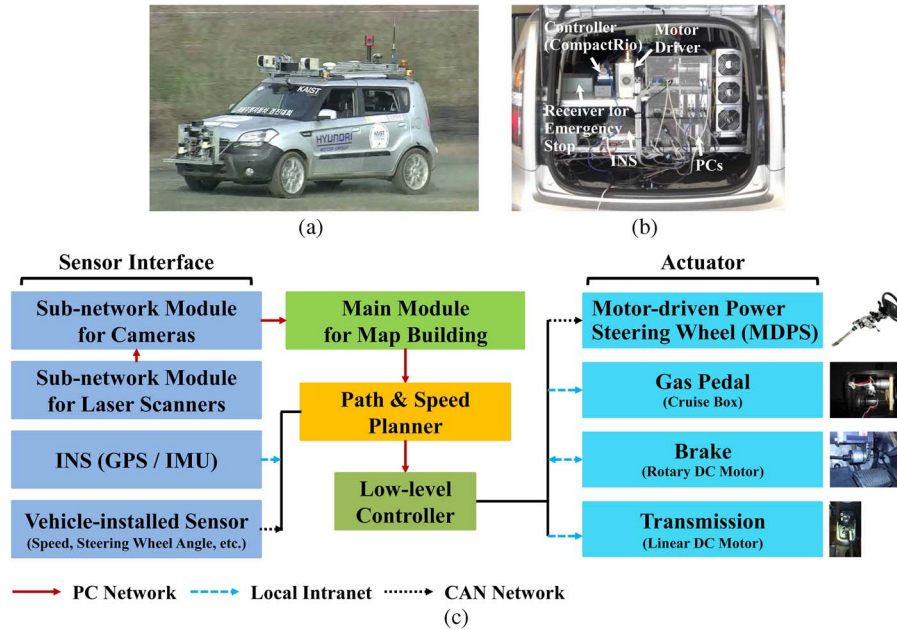 KAIST
HYUNDAI
Controller
(CompactRio)
Motor
Driver
Receiver for
Emergency
Stop
INS
PCs
(a)
(b)
Sensor Interface
Actuator
Sub-network Module
for Cameras
Main Module
for Map Building
Motor-driven Power
Steering Wheel (MDPS)
Sub-network Module
for Laser Scanners
Path & Speed
Planner
Gas Pedal
(Cruise Box)
INS (GPS / IMU)
Brake
(Rotary DC Motor)
Low-level
Controller
Vehicle-installed Sensor
(Speed, Steering Wheel Angle, etc.)
Transmission
(Linear DC Motor)
PC Network
Local Intranet
CAN Network
(c)